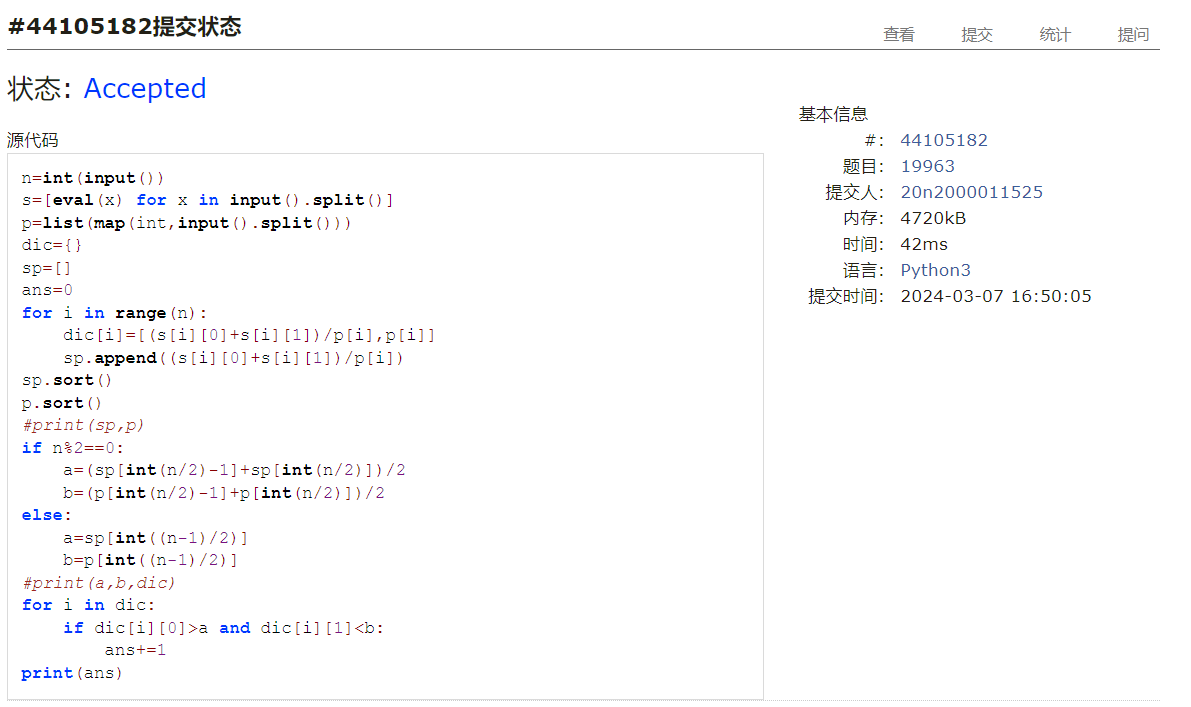 #44105182提交状态
查看 提交 统计 提问
状态: Accepted
源代码
n=int(input())
s=[eval(x) for x in input().split()]
p=list(map(int,input().split()))
dic={}
sp=[]
ans=0
for i in range(n):
    dic[i]=[(s[i][0]+s[i][1])/p[i],p[i]]
    sp.append((s[i][0]+s[i][1])/p[i])
sp.sort()
p.sort()
#print(sp,p)
if n%2==0:
    a=(sp[int(n/2)-1]+sp[int(n/2)])/2
    b=(p[int(n/2)-1]+p[int(n/2)])/2
else:
    a=sp[int((n-1)/2)]
    b=p[int((n-1)/2)]
#print(a,b,dic)
for i in dic:
    if dic[i][0]>a and dic[i][1]<b:
        ans+=1
print(ans)
基本信息
#: 44105182
题目: 19963
提交人: 20n2000011525
内存: 4720kB
时间: 42ms
语言: Python3
提交时间: 2024-03-07 16:50:05